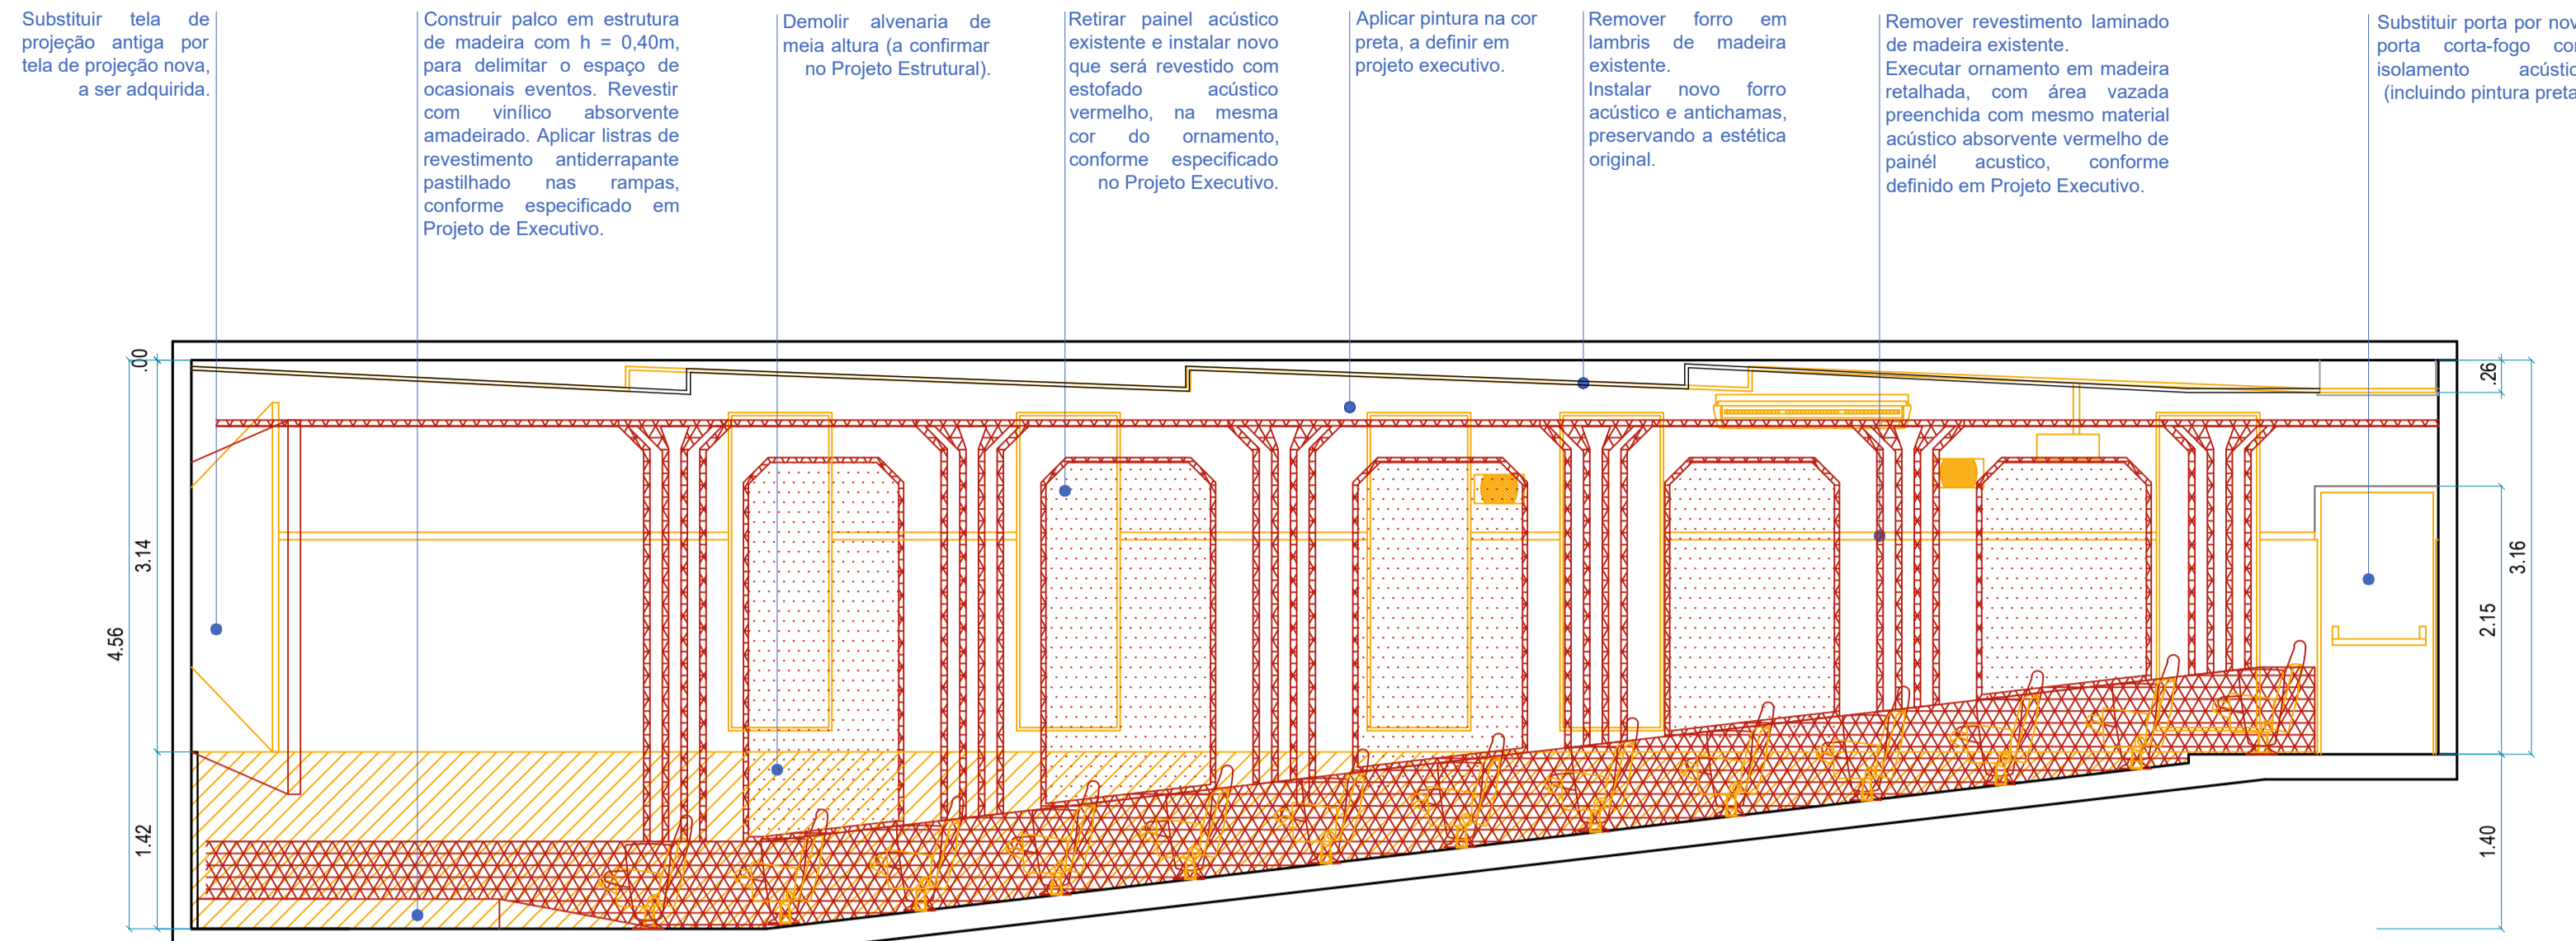 Substituir tela de
projeção antiga por
tela de projeção nova,
a ser adquirida.
Construir palco em estrutura
de madeira com h = 0,40m,
para delimitar o espaço de
ocasionais eventos. Revestir
com vinílico absorvente
amadeirado. Aplicar listras de
revestimento antiderrapante
pastilhado nas rampas,
conforme especificado em
Projeto de Executivo.
Demolir alvenaria de
meia altura (a confirmar
no Projeto Estrutural).
Retirar painel acústico
existente e instalar novo
que será revestido com
estofado acústico
vermelho, na mesma
cor do ornamento,
conforme especificado
no Projeto Executivo.
Aplicar pintura na cor
preta, a definir em
projeto executivo.
Remover forro em
lambris de madeira
existente.
Instalar novo forro
acústico e antichamas,
preservando a estética
original.
Remover revestimento laminado
de madeira existente.
Executar ornamento em madeira
retalhada, com área vazada
preenchida com mesmo material
acústico absorvente vermelho de
painél acustico, conforme
definido em Projeto Executivo.
Substituir porta por
porta corta-fogo
isolamento
(incluindo pintura preta
.00
3.14
4.56
1.42
.26
3.16
2.15
1.40